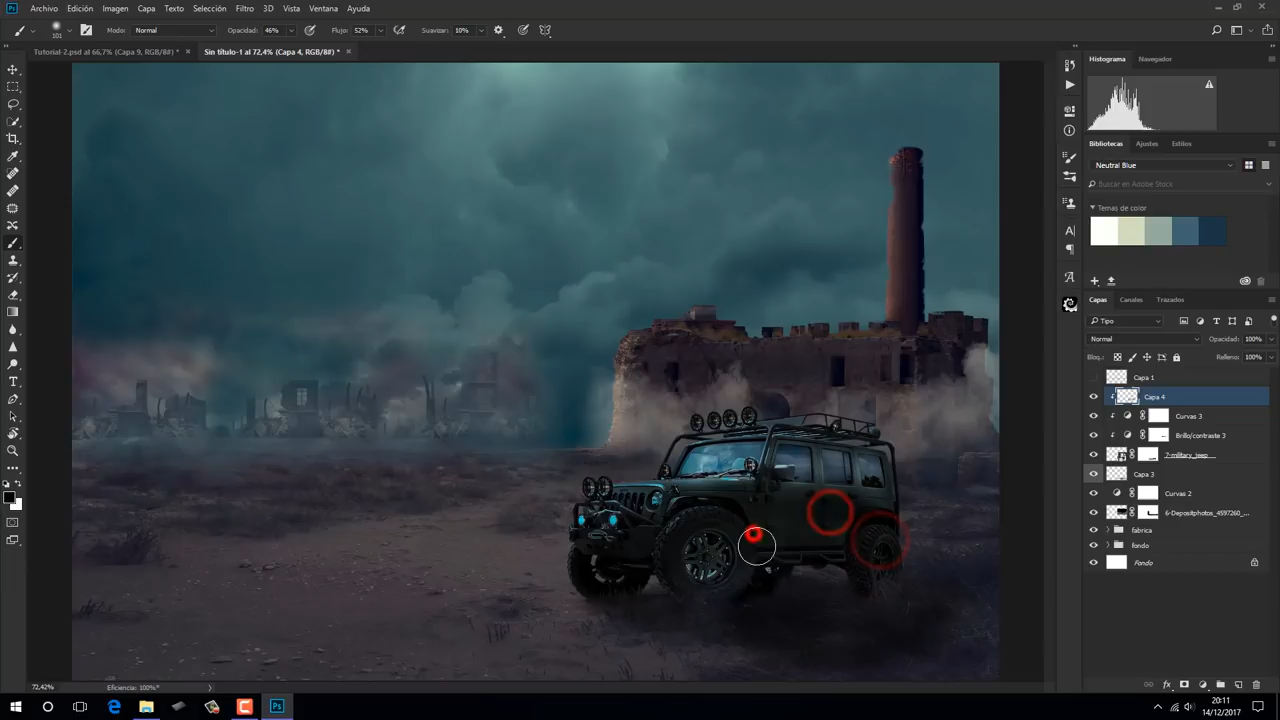 Ps Archivo Edición Imagen Capa Texto Selección Filtro 3D Vista Ventana Ayuda
101 Modo: Normal Opacidad: 46% Flujo: 52% Suavizar: 10%
Tutorial-2.psd al 66,7% (Capa 9, RGB/8#) * × Sin título-1 al 72,4% (Capa 4, RGB/8#) * ×
Histograma Navegador
Bibliotecas Ajustes Estilos
Neutral Blue
Buscar en Adobe Stock
Temas de color
Capas Canales Trazados
Tipo
Normal Opacidad: 100%
Bloq.: Relleno: 100%
Capa 1
Capa 4
Curvas 3
Brillo/contraste 3
7-military_jeep
Capa 3
Curvas 2
6-Depositphotos_4597260_...
fabrica
fondo
Fondo
72,42% Eficiencia: 100%*
Ps
20:11
14/12/2017